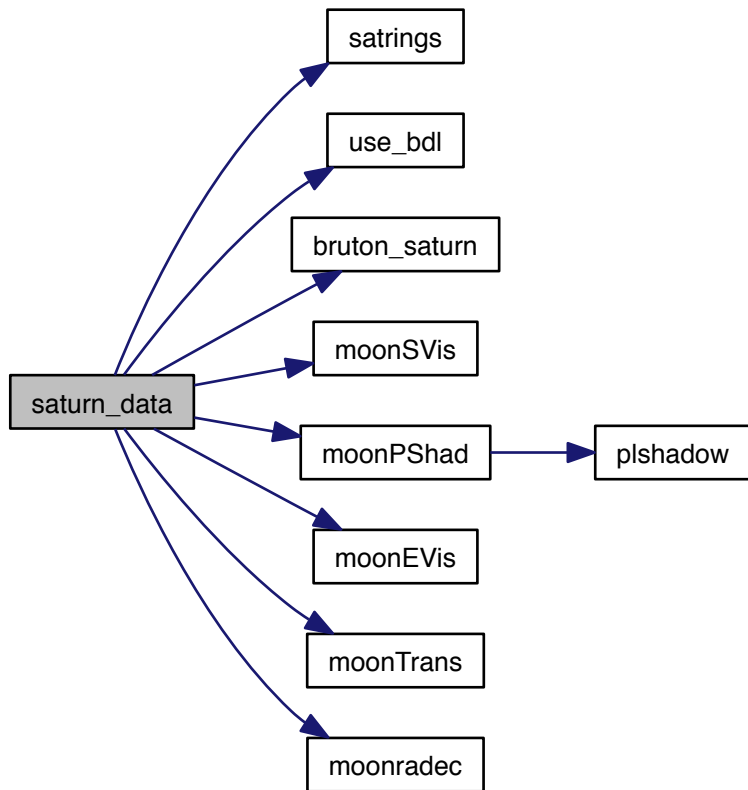 satrings
use_bdl
bruton_saturn
moonSVis
saturn_data
moonPShad
plshadow
moonEVis
moonTrans
moonradec